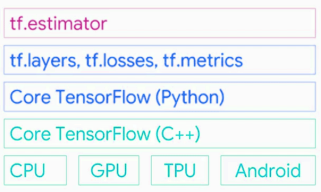 tf.estimator
tf.layers, tf.losses, tf.metrics
Core TensorFlow (Python)
Core TensorFlow (C++)
CPU GPU TPU Android